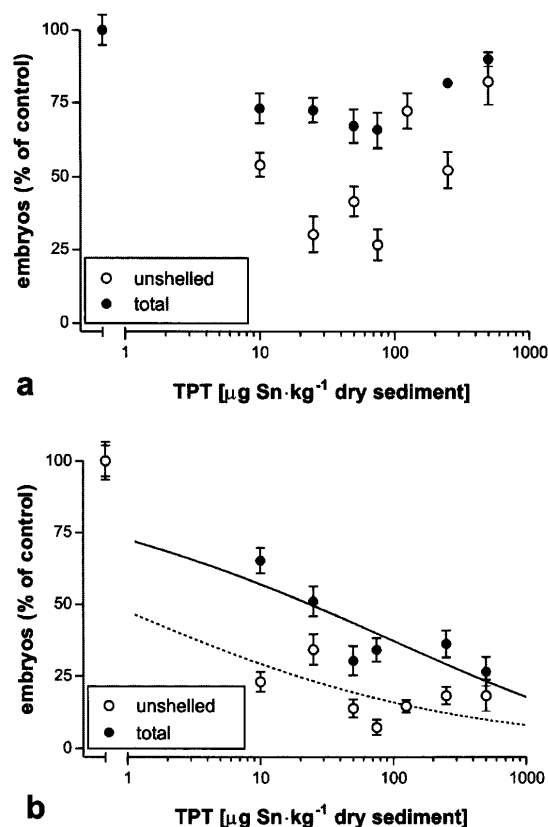 100
75
50
25
0
embryos (% of control)
unshelled
total
1
10
100
1000
a
TPT [µg Sn·kg⁻¹ dry sediment]
100
75
50
25
0
embryos (% of control)
unshelled
total
1
10
100
1000
b
TPT [µg Sn·kg⁻¹ dry sediment]